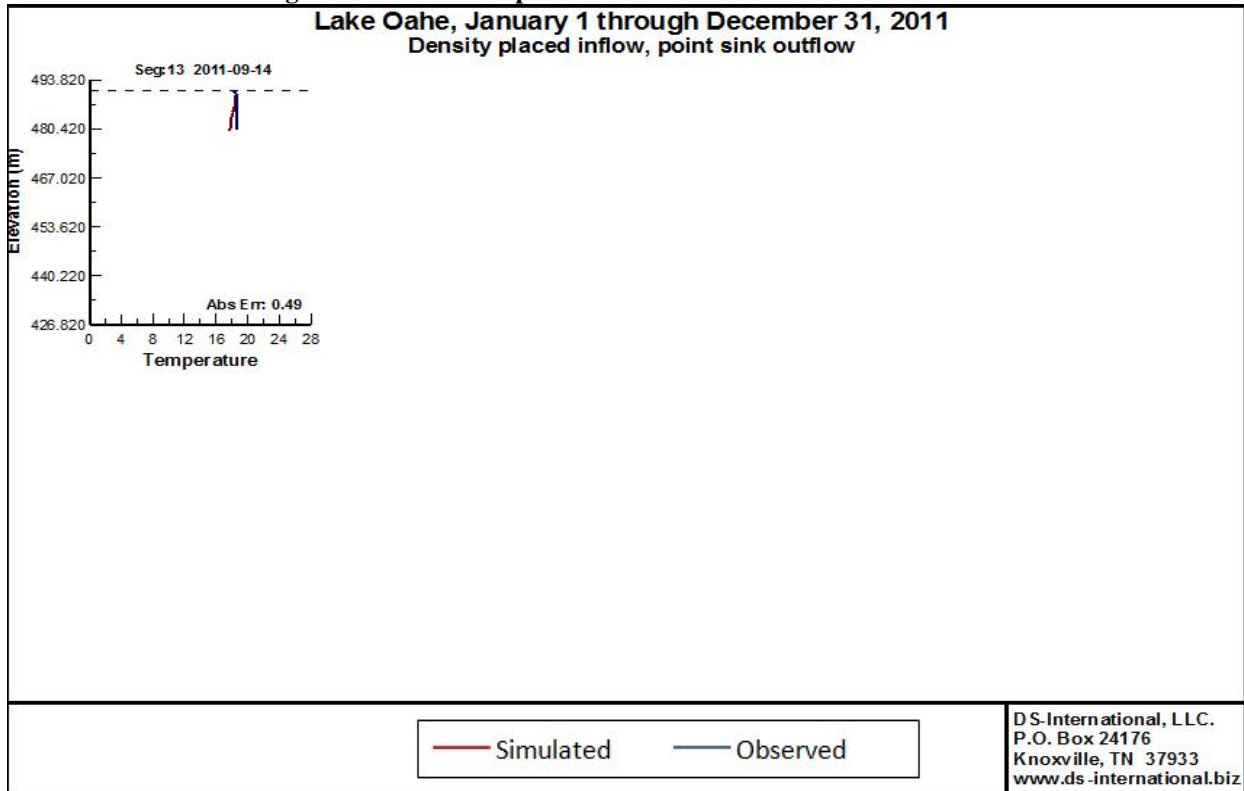 Lake Oahe, January 1 through December 31, 2011
Density placed inflow, point sink outflow
Seg:13 2011-09-14
493.820
480.420
467.020
453.620
440.220
426.820
Elevation (m)
Abs Err: 0.49
0 4 8 12 16 20 24 28
Temperature
Simulated Observed
DS-International, LLC.
P.O. Box 24176
Knoxville, TN 37933
www.ds-international.biz